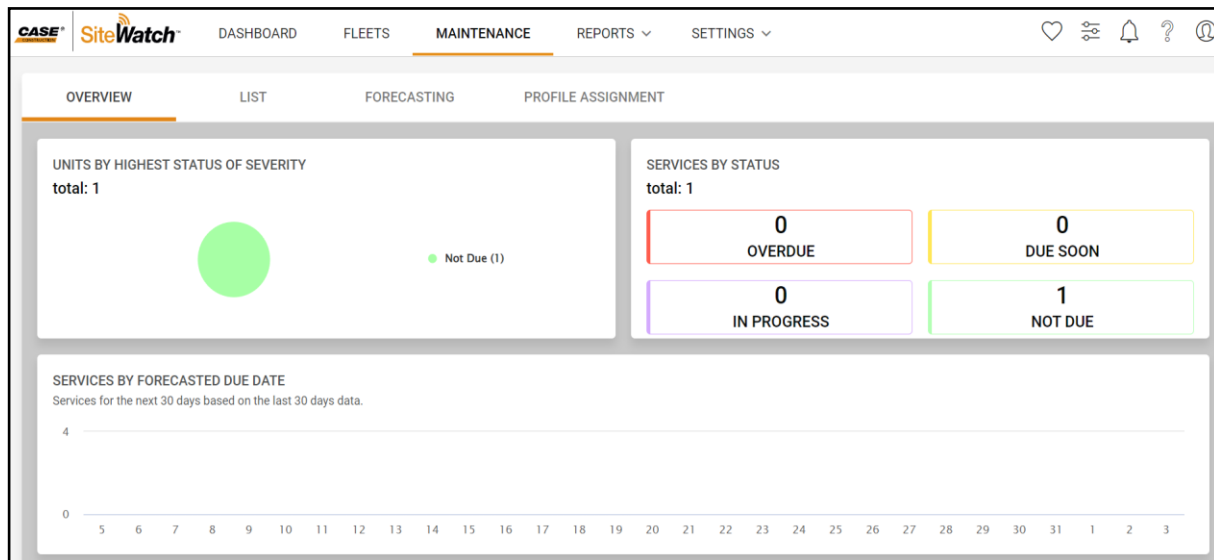 CASE CONSTRUCTION SiteWatch™ DASHBOARD FLEETS MAINTENANCE REPORTS SETTINGS
OVERVIEW LIST FORECASTING PROFILE ASSIGNMENT
UNITS BY HIGHEST STATUS OF SEVERITY
total: 1
Not Due (1)
SERVICES BY STATUS
total: 1
0
OVERDUE
0
DUE SOON
0
IN PROGRESS
1
NOT DUE
SERVICES BY FORECASTED DUE DATE
Services for the next 30 days based on the last 30 days data.
4
0
5 6 7 8 9 10 11 12 13 14 15 16 17 18 19 20 21 22 23 24 25 26 27 28 29 30 31 1 2 3